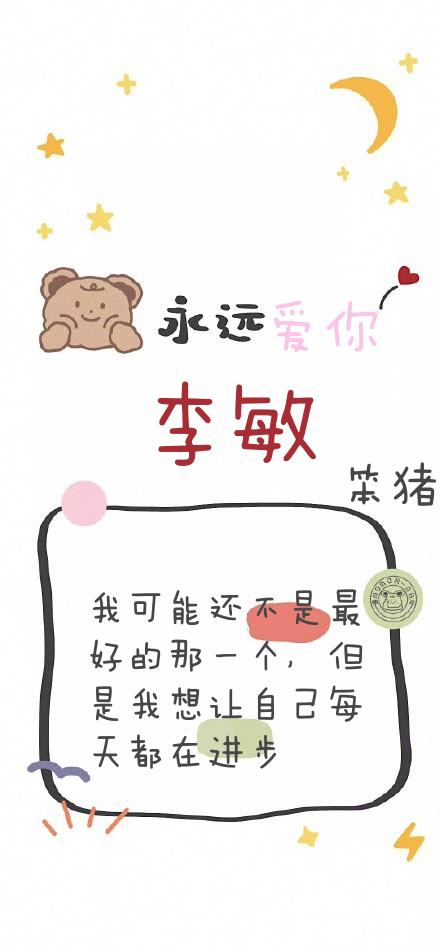 永远爱你
李敏
笨猪
我可能还不是最
好的那一个，但
是我想让自己每
天都在进步